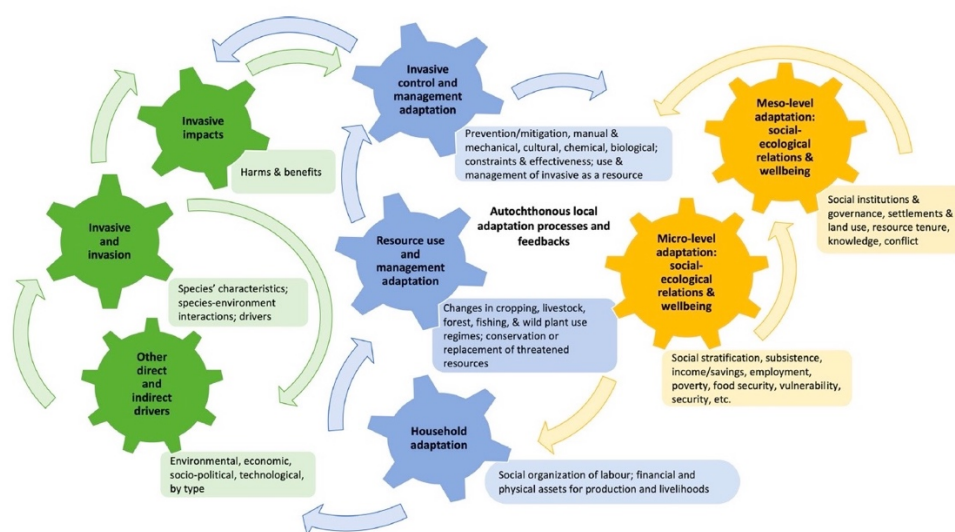 Invasive
impacts
Harms & benefits
Invasive
and
invasion
Species’ characteristics;
species-environment
interactions; drivers
Other
direct
and
indirect
drivers
Environmental, economic,
socio-political, technological,
by type
Invasive
control and
management
adaptation
Prevention/mitigation, manual &
mechanical, cultural, chemical, biological;
constraints & effectiveness; use &
management of invasive as a resource
Autochthonous local
adaptation processes and
feedbacks
Resource use
and
management
adaptation
Changes in cropping, livestock,
forest, fishing, & wild plant use
regimes; conservation or
replacement of threatened
resources
Household
adaptation
Social organization of labour; financial and
physical assets for production and livelihoods
Meso-level
adaptation:
social-
ecological
relations &
wellbeing
Social institutions &
governance, settlements &
land use, resource tenure,
knowledge, conflict
Micro-level
adaptation:
social-
ecological
relations &
wellbeing
Social stratification, subsistence,
income/savings, employment,
poverty, food security, vulnerability,
security, etc.